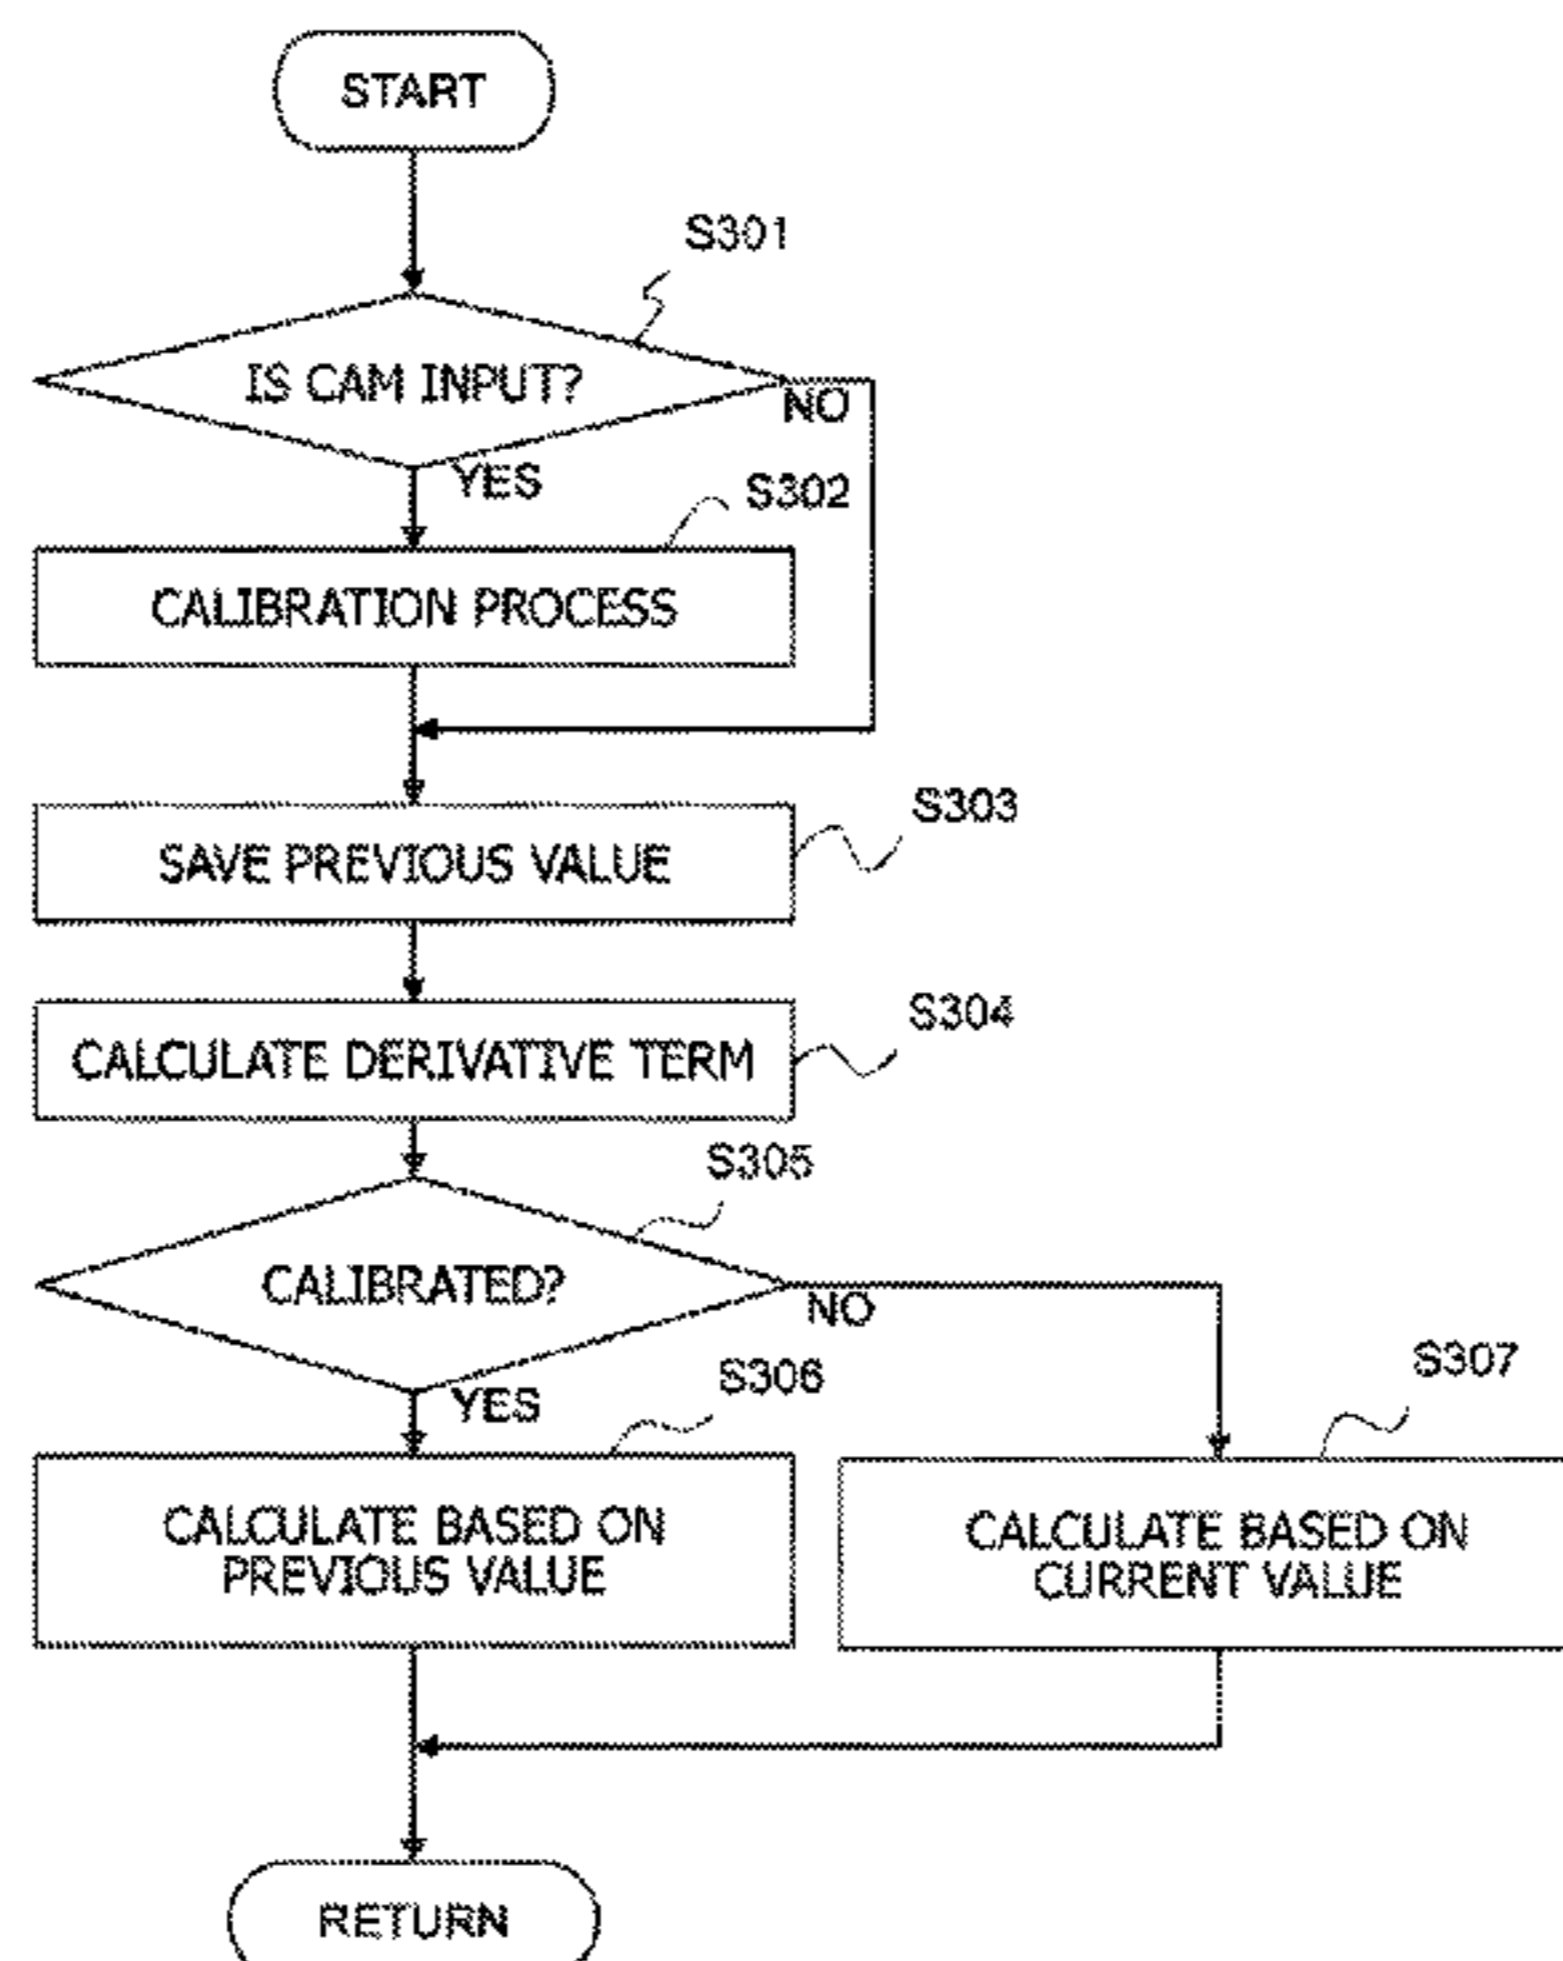 START
S301
IS CAM INPUT?
NO
YES
S302
CALIBRATION PROCESS
S303
SAVE PREVIOUS VALUE
S304
CALCULATE DERIVATIVE TERM
S305
CALIBRATED?
NO
YES
S306
S307
CALCULATE BASED ON
PREVIOUS VALUE
CALCULATE BASED ON
CURRENT VALUE
RETURN